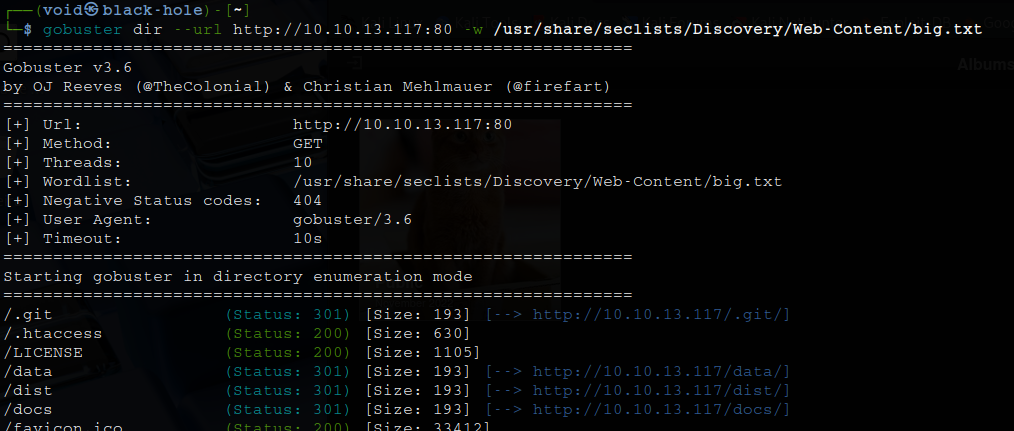 ┌──(void㉿black-hole)-[~]
└─$ gobuster dir --url http://10.10.13.117:80 -w /usr/share/seclists/Discovery/Web-Content/big.txt
===============================================================
Gobuster v3.6
by OJ Reeves (@TheColonial) & Christian Mehlmauer (@firefart)
===============================================================
[+] Url:                     http://10.10.13.117:80
[+] Method:                  GET
[+] Threads:                 10
[+] Wordlist:                /usr/share/seclists/Discovery/Web-Content/big.txt
[+] Negative Status codes:   404
[+] User Agent:              gobuster/3.6
[+] Timeout:                 10s
===============================================================
Starting gobuster in directory enumeration mode
===============================================================
/.git                 (Status: 301) [Size: 193] [--> http://10.10.13.117/.git/]
/.htaccess            (Status: 200) [Size: 630]
/LICENSE              (Status: 200) [Size: 1105]
/data                 (Status: 301) [Size: 193] [--> http://10.10.13.117/data/]
/dist                 (Status: 301) [Size: 193] [--> http://10.10.13.117/dist/]
/docs                 (Status: 301) [Size: 193] [--> http://10.10.13.117/docs/]
/favicon.ico          (Status: 200) [Size: 33412]
Albums